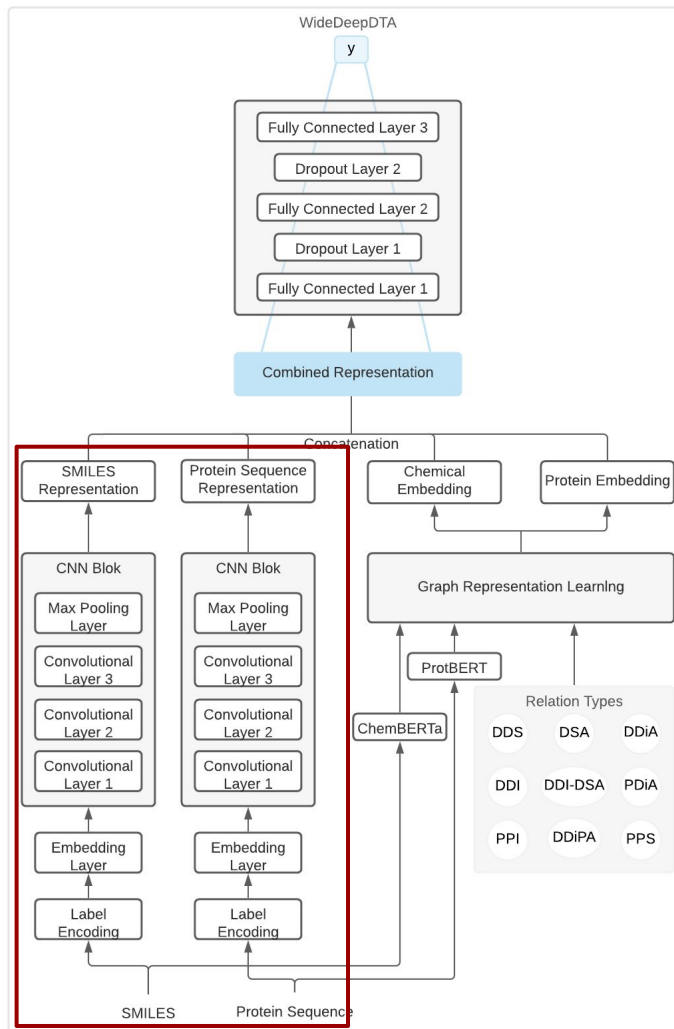 WideDeepDTA
y
Fully Connected Layer 3
Dropout Layer 2
Fully Connected Layer 2
Dropout Layer 1
Fully Connected Layer 1
Combined Representation
Concatenation
SMILES
Representation
Protein Sequence
Representation
Chemical
Embedding
Protein Embedding
CNN Blok
Max Pooling
Layer
Convolutional
Layer 3
Convolutional
Layer 2
Convolutional
Layer 1
Embedding
Layer
Label
Encoding
CNN Blok
Max Pooling
Layer
Convolutional
Layer 3
Convolutional
Layer 2
Convolutional
Layer 1
Embedding
Layer
Label
Encoding
Graph Representation Learnlng
ProtBERT
ChemBERTa
Relation Types
DDS DSA DDiA
DDI DDI-DSA PDiA
PPI DDiPA PPS
SMILES
Protein Sequence